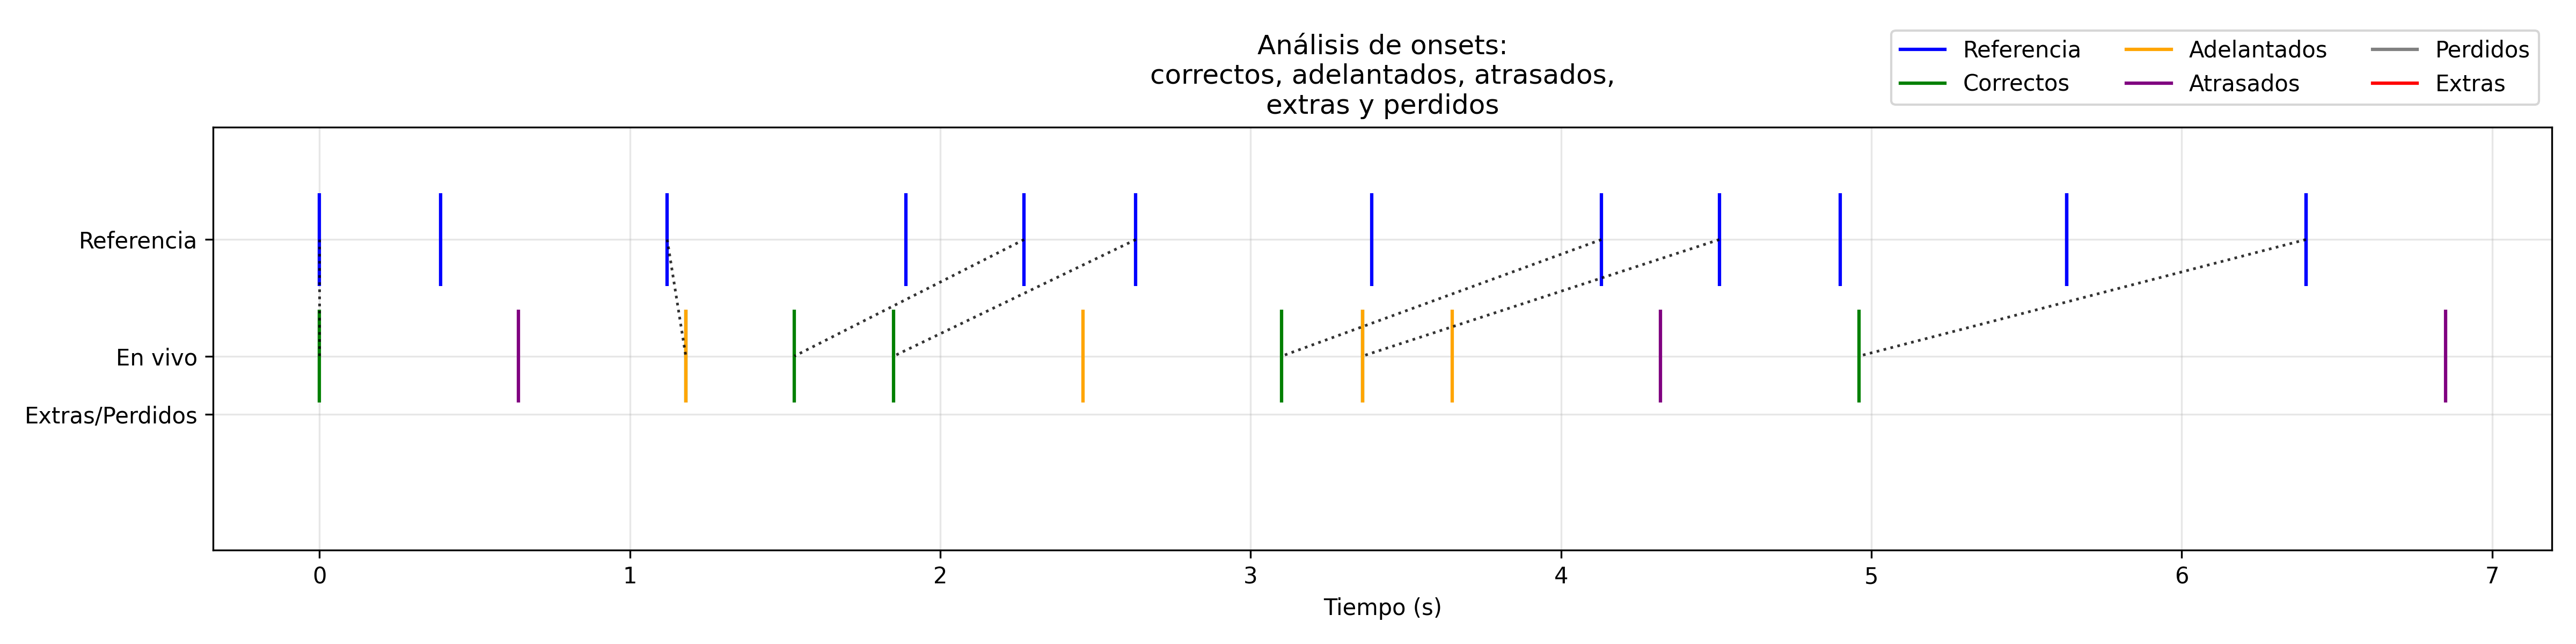 Análisis de onsets:
correctos, adelantados, atrasados,
extras y perdidos
Referencia
Adelantados
Perdidos
Correctos
Atrasados
Extras
Referencia
En vivo
Extras/Perdidos
0 1 2 3 4 5 6 7
Tiempo (s)